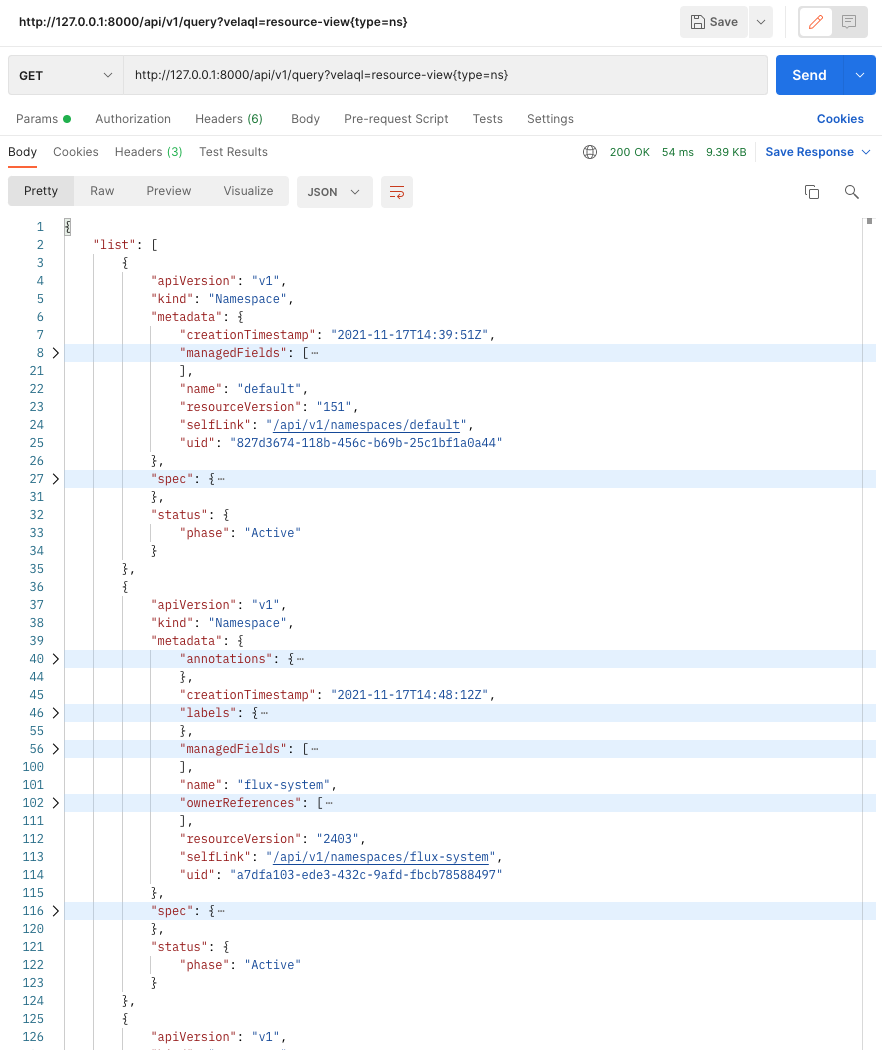 http://127.0.0.1:8000/api/v1/query?velaql=resource-view{type=ns}
Save
GET
http://127.0.0.1:8000/api/v1/query?velaql=resource-view{type=ns}
Send
Params
Authorization
Headers (6)
Body
Pre-request Script
Tests
Settings
Cookies
Body
Cookies
Headers (3)
Test Results
200 OK
54 ms
9.39 KB
Save Response
Pretty
Raw
Preview
Visualize
JSON
1 {
2 "list": [
3 {
4 "apiVersion": "v1",
5 "kind": "Namespace",
6 "metadata": {
7 "creationTimestamp": "2021-11-17T14:39:51Z",
8 "managedFields": [⋯
21 ],
22 "name": "default",
23 "resourceVersion": "151",
24 "selfLink": "/api/v1/namespaces/default",
25 "uid": "827d3674-118b-456c-b69b-25c1bf1a0a44"
26 },
27 "spec": {⋯
31 },
32 "status": {
33 "phase": "Active"
34 }
35 },
36 {
37 "apiVersion": "v1",
38 "kind": "Namespace",
39 "metadata": {
40 "annotations": {⋯
44 },
45 "creationTimestamp": "2021-11-17T14:48:12Z",
46 "labels": {⋯
55 },
56 "managedFields": [⋯
100 ],
101 "name": "flux-system",
102 "ownerReferences": [⋯
111 ],
112 "resourceVersion": "2403",
113 "selfLink": "/api/v1/namespaces/flux-system",
114 "uid": "a7dfa103-ede3-432c-9afd-fbcb78588497"
115 },
116 "spec": {⋯
120 },
121 "status": {
122 "phase": "Active"
123 }
124 },
125 {
126 "apiVersion": "v1",